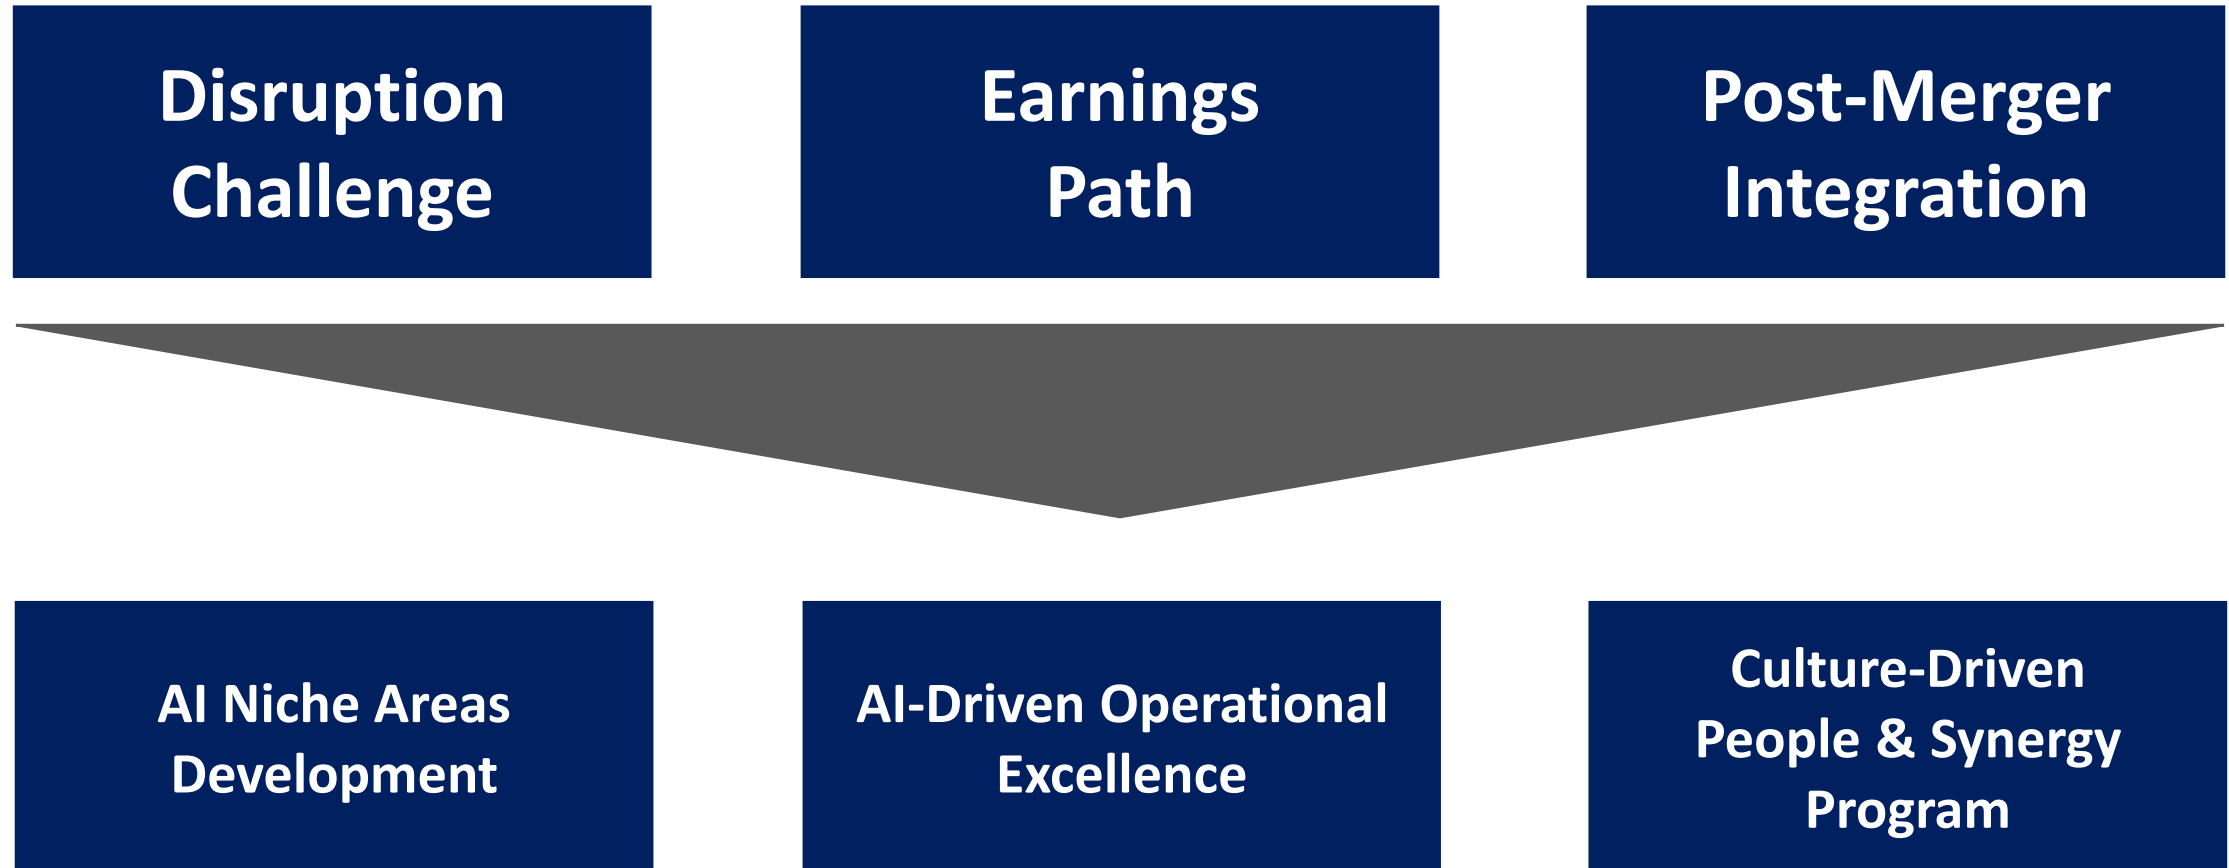 Disruption
Challenge
Earnings
Path
Post-Merger
Integration
AI Niche Areas
Development
AI-Driven Operational
Excellence
Culture-Driven
People & Synergy
Program